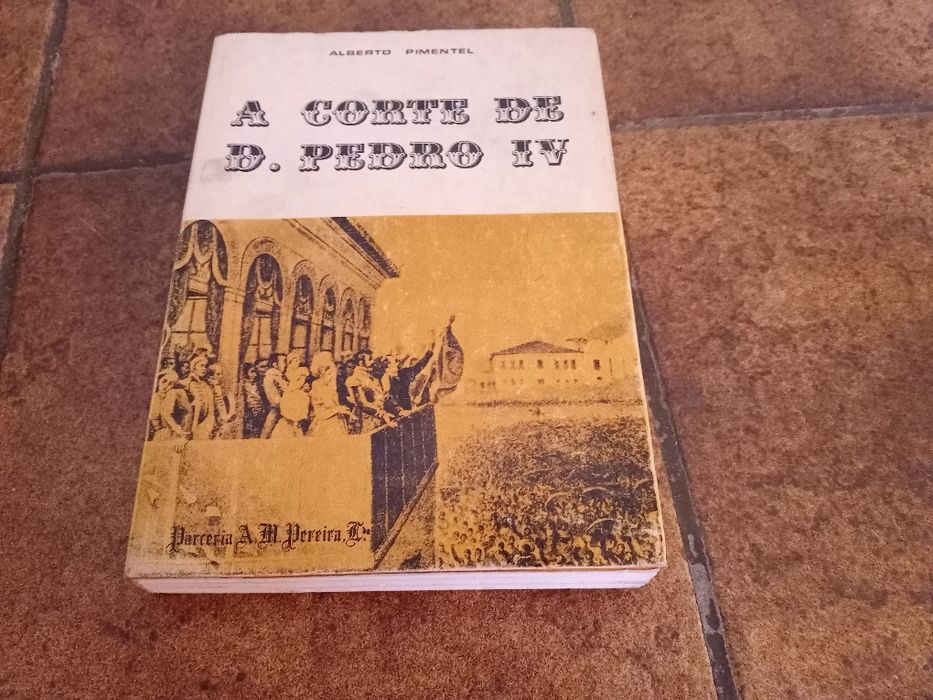 ALBERTO PIMENTEL
A CORTE DE
D. PEDRO IV
Parceria A. M. Pereira, L.da